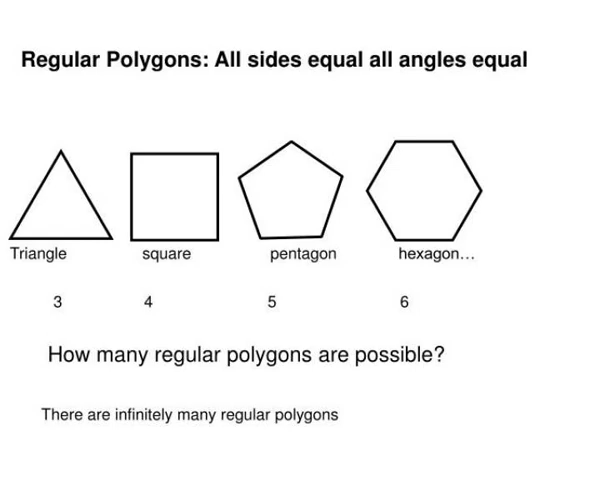 Regular Polygons: All sides equal all angles equal
Triangle square pentagon hexagon...
3 4 5 6
How many regular polygons are possible?
There are infinitely many regular polygons